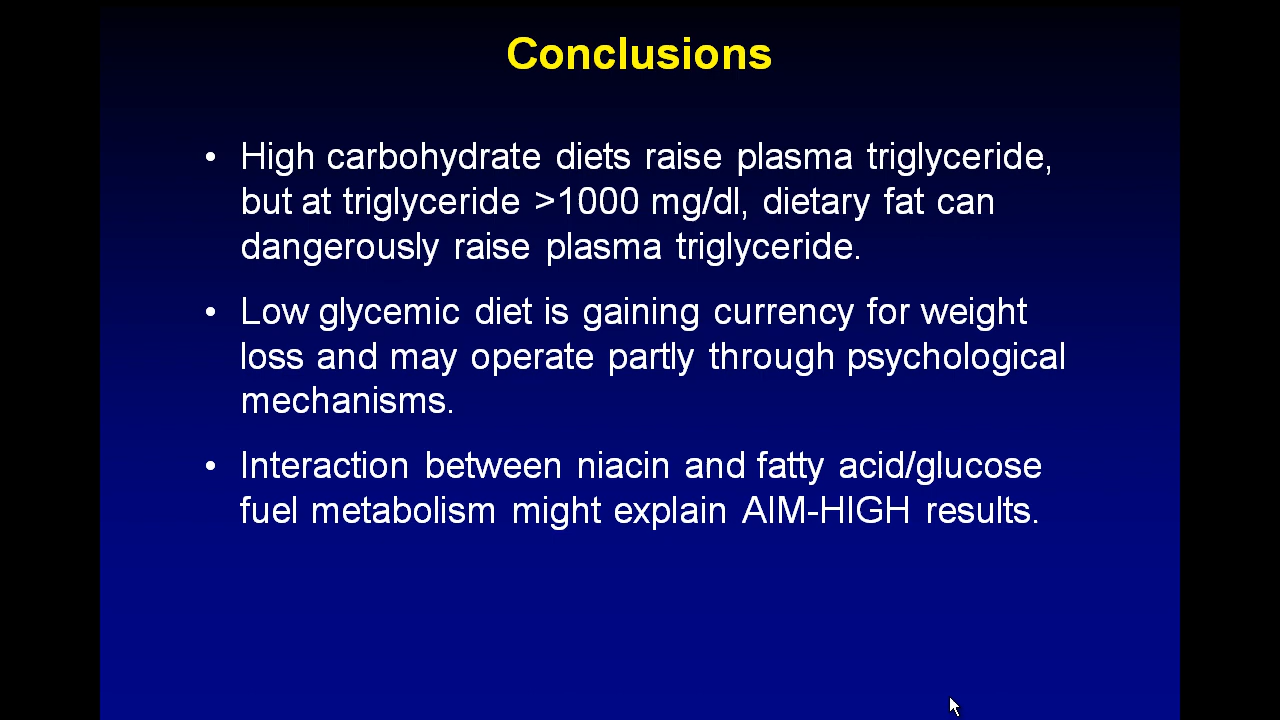 Conclusions
• High carbohydrate diets raise plasma triglyceride,
but at triglyceride >1000 mg/dl, dietary fat can
dangerously raise plasma triglyceride.
• Low glycemic diet is gaining currency for weight
loss and may operate partly through psychological
mechanisms.
• Interaction between niacin and fatty acid/glucose
fuel metabolism might explain AIM-HIGH results.